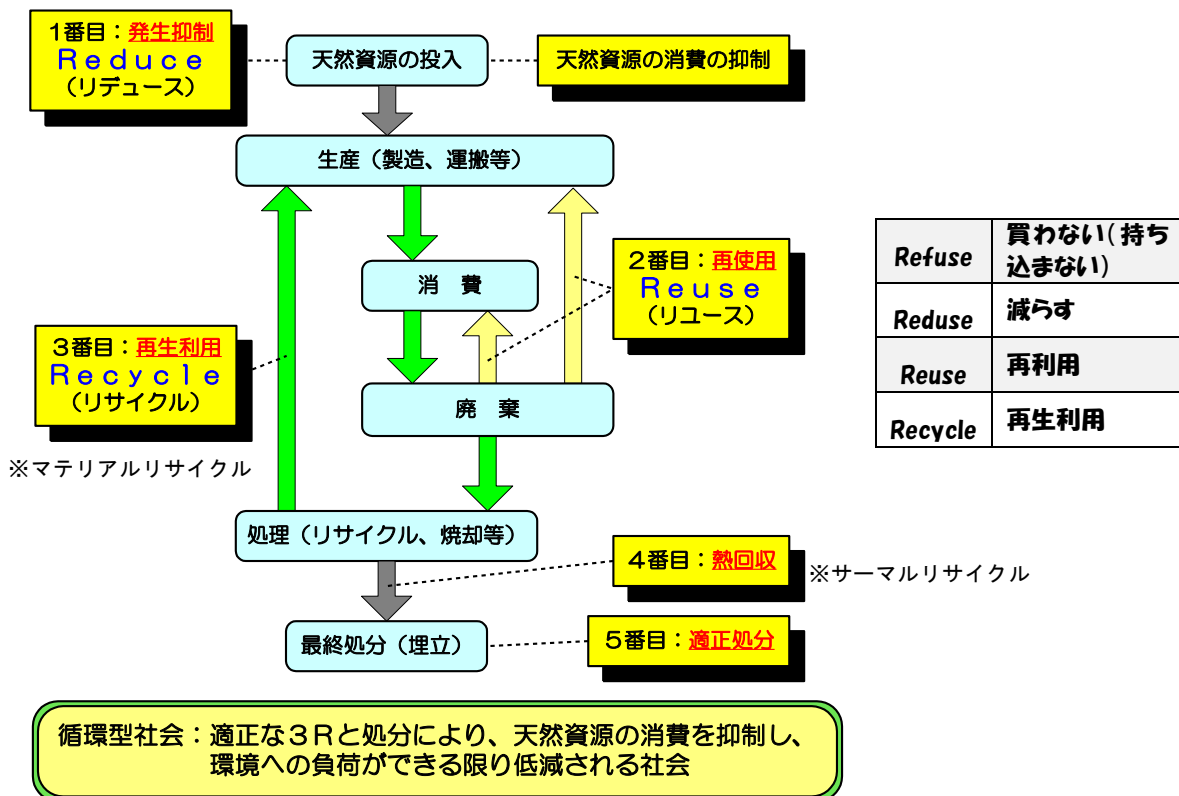 1番目：発生抑制
Ｒｅｄｕｃｅ
（リデュース）
天然資源の投入
天然資源の消費の抑制
生産（製造、運搬等）
消　費
２番目：再使用
Ｒｅｕｓｅ
（リユース）
３番目：再生利用
Ｒｅｃｙｃｌｅ
（リサイクル）
※マテリアルリサイクル
廃　棄
処理（リサイクル、焼却等）
４番目：熱回収
※サーマルリサイクル
最終処分（埋立）
５番目：適正処分
循環型社会：適正な３Ｒと処分により、天然資源の消費を抑制し、
環境への負荷ができる限り低減される社会
Refuse
買わない(持ち
込まない)
Reduse
減らす
Reuse
再利用
Recycle
再生利用